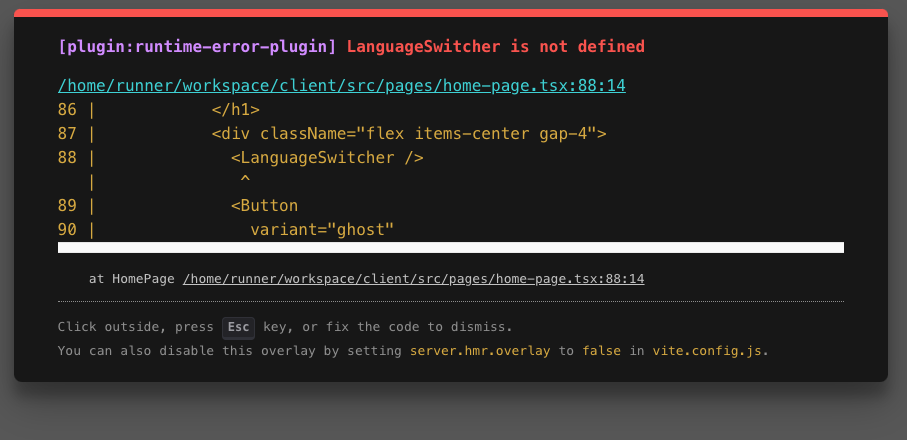 [plugin:runtime-error-plugin] LanguageSwitcher is not defined
/home/runner/workspace/client/src/pages/home-page.tsx:88:14
86 |            </h1>
87 |            <div className="flex items-center gap-4">
88 |              <LanguageSwitcher />
   |               ^
89 |              <Button
90 |                variant="ghost"
at HomePage /home/runner/workspace/client/src/pages/home-page.tsx:88:14
Click outside, press Esc key, or fix the code to dismiss.
You can also disable this overlay by setting server.hmr.overlay to false in vite.config.js.